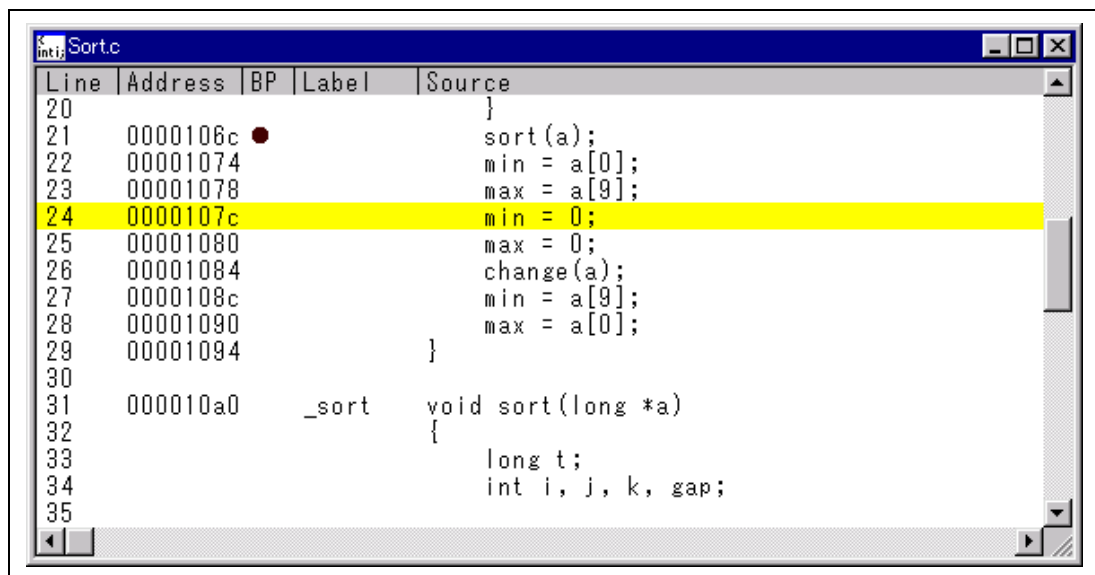 int i; Sort.c
Line Address BP Label Source
20 }
21 0000106c sort(a);
22 00001074 min = a[0];
23 00001078 max = a[9];
24 0000107c min = 0;
25 00001080 max = 0;
26 00001084 change(a);
27 0000108c min = a[9];
28 00001090 max = a[0];
29 00001094 }
30
31 000010a0 _sort void sort(long *a)
32 {
33 long t;
34 int i, j, k, gap;
35